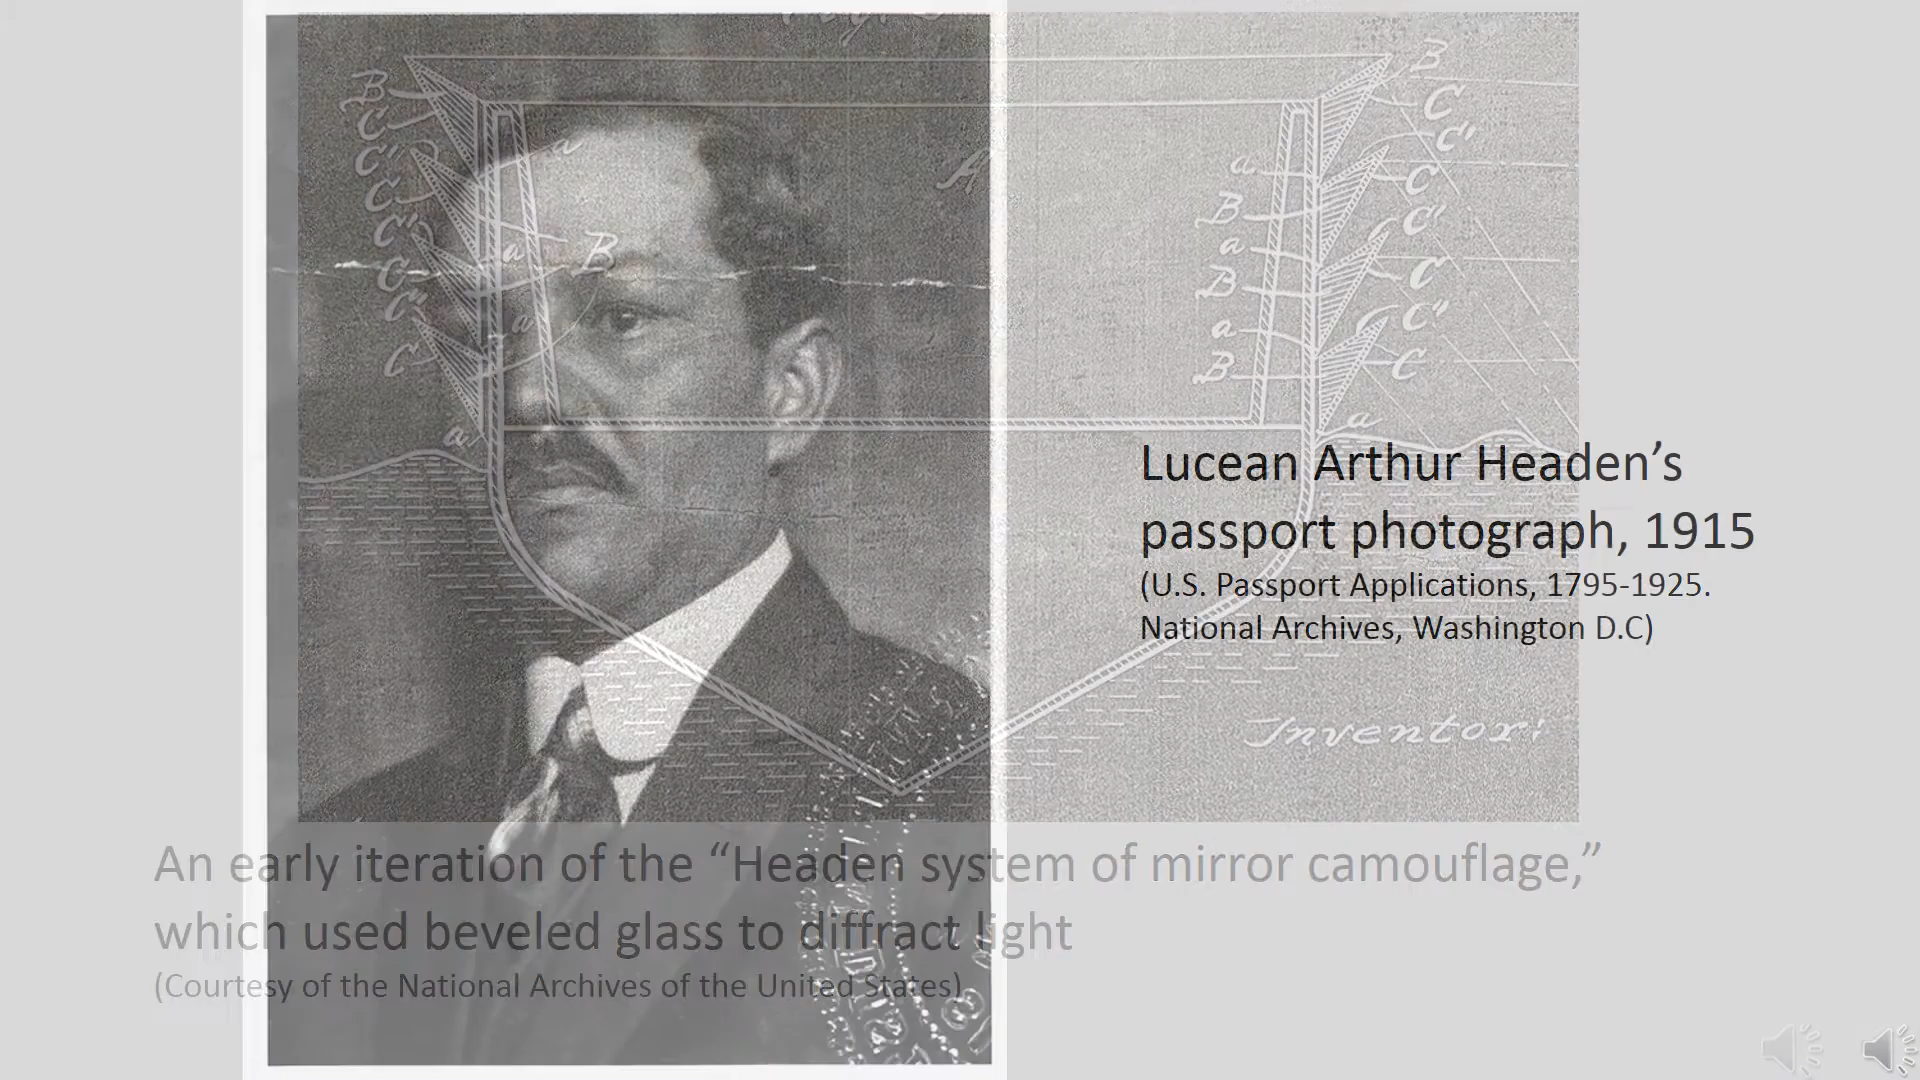 B
C
C'
C
C"
C
C"
C
a
B
a
a
a
A
B
C
C'
C
C"
C
C"
C
a
B
a
B
a
B
a
Lucean Arthur Headen’s
passport photograph, 1915
(U.S. Passport Applications, 1795-1925.
National Archives, Washington D.C)
Inventor:
An early iteration of the “Headen system of mirror camouflage,”
which used beveled glass to diffract light
(Courtesy of the National Archives of the United States)